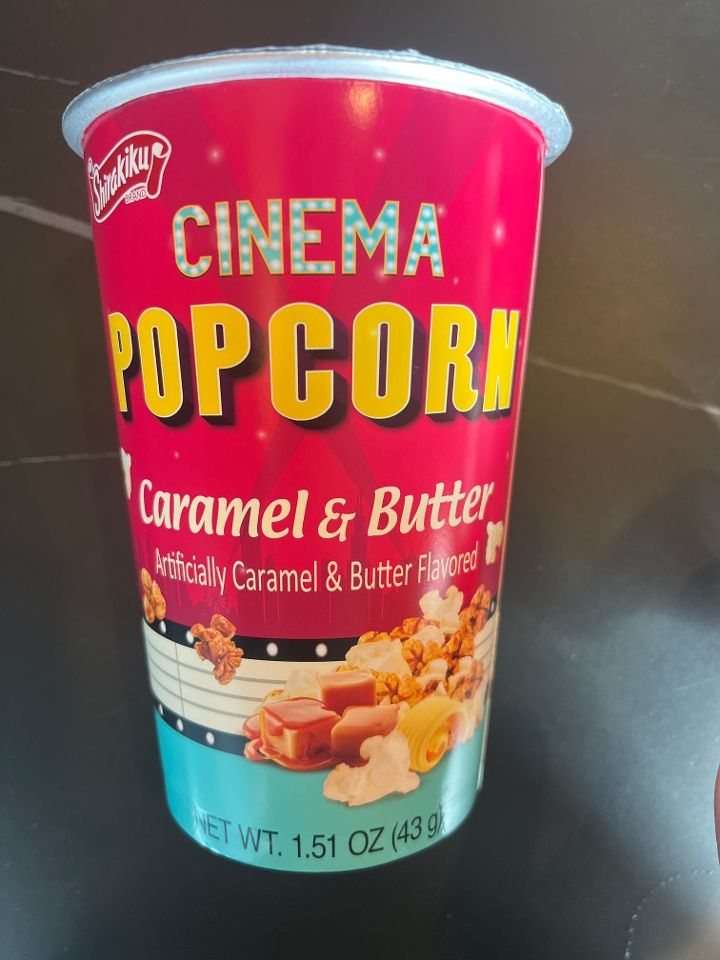 Shirakiku
BRAND
CINEMA
POPCORN
Caramel & Butter
Artificially Caramel & Butter Flavored
NET WT. 1.51 OZ (43 g)